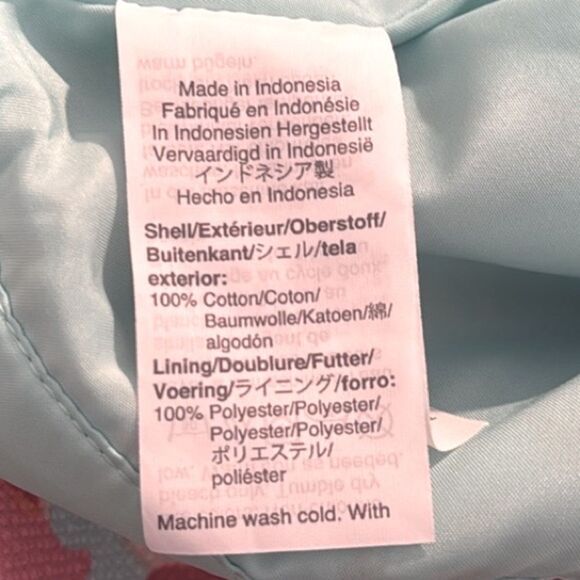 Made in Indonesia
Fabriqué en Indonésie
In Indonesien Hergestellt
Vervaardigd in Indonesië
インドネシア製
Hecho en Indonesia
Shell/Extérieur/Oberstoff/
Buitenkant/シェル/tela
exterior:
100% Cotton/Coton/
Baumwolle/Katoen/綿/
algodón
Lining/Doublure/Futter/
Voering/ライニング/forro:
100% Polyester/Polyester/
Polyester/Polyester/
ポリエステル/
poliéster
Machine wash cold. With